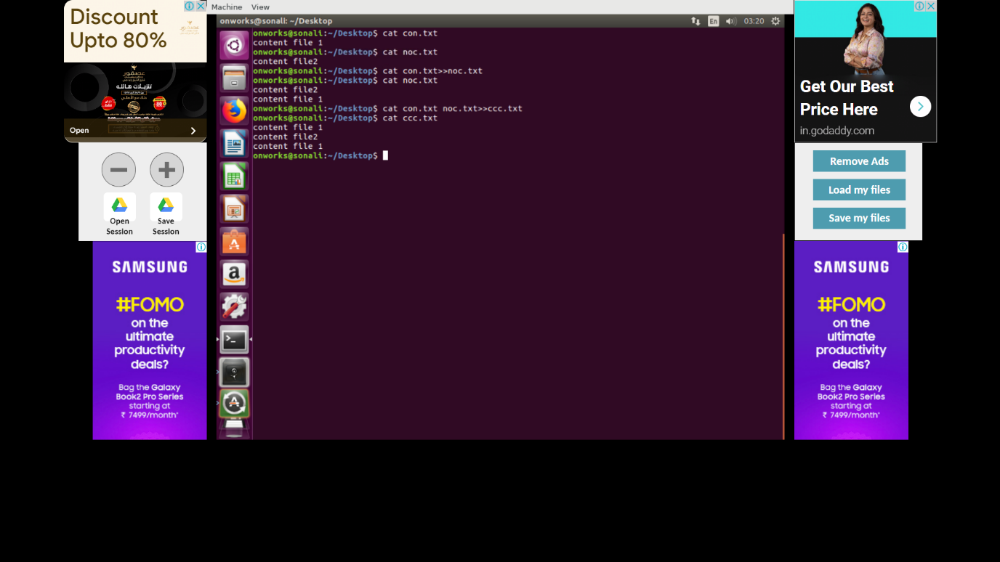 Discount
Upto 80%
عصفور
تنزيلات هائلة
Open
Open
Session
Save
Session
SAMSUNG
#FOMO
on the
ultimate
productivity
deals?
Bag the Galaxy
Book2 Pro Series
starting at
₹ 7499/month*
Machine View
onworks@sonali: ~/Desktop
En
03:20
onworks@sonali:~/Desktop$ cat con.txt
content file 1
onworks@sonali:~/Desktop$ cat noc.txt
content file2
onworks@sonali:~/Desktop$ cat con.txt>>noc.txt
onworks@sonali:~/Desktop$ cat noc.txt
content file2
content file 1
onworks@sonali:~/Desktop$ cat con.txt noc.txt>>ccc.txt
onworks@sonali:~/Desktop$ cat ccc.txt
content file 1
content file2
content file 1
onworks@sonali:~/Desktop$
Get Our Best
Price Here
in.godaddy.com
Remove Ads
Load my files
Save my files
SAMSUNG
#FOMO
on the
ultimate
productivity
deals?
Bag the Galaxy
Book2 Pro Series
starting at
₹ 7499/month*